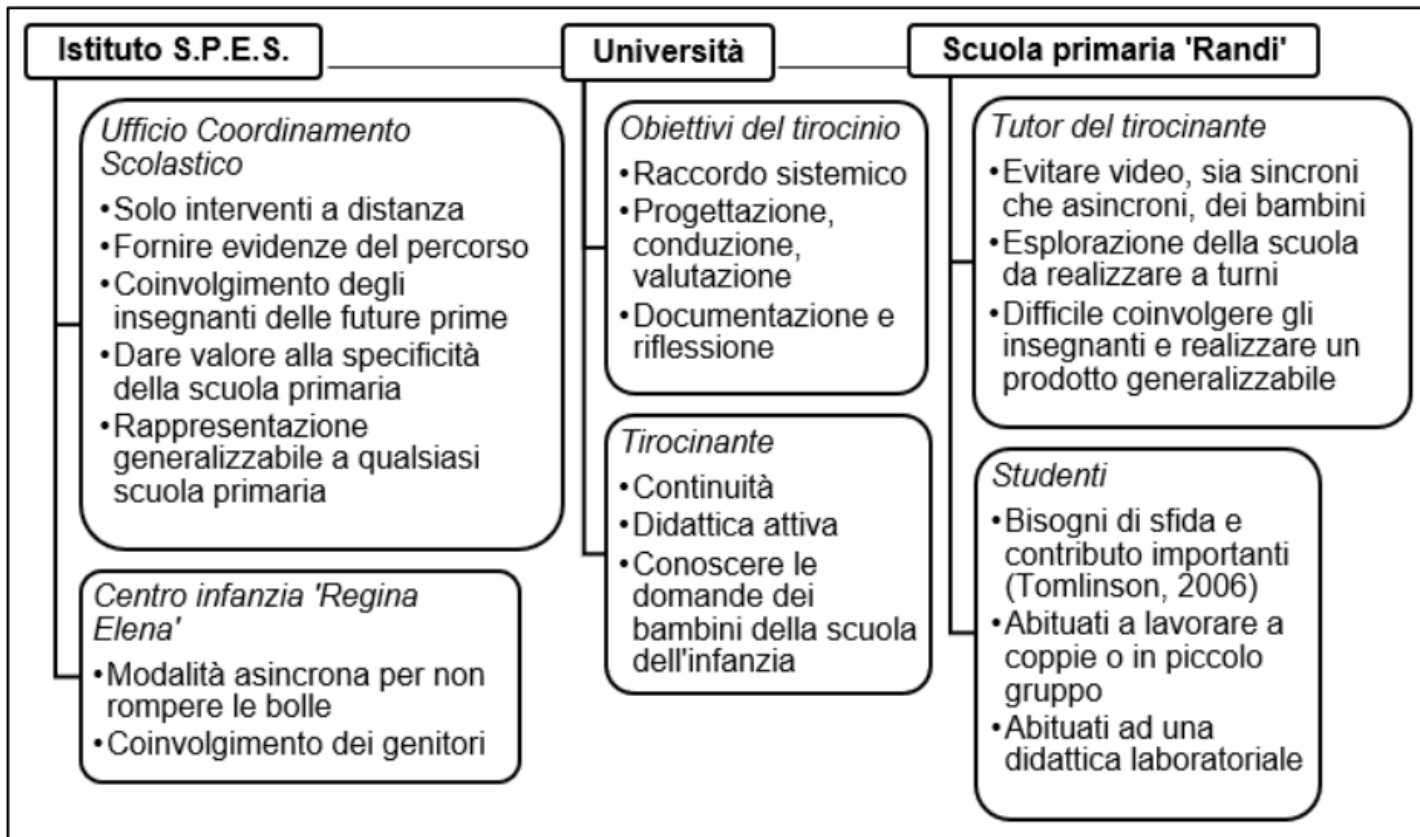 Istituto S.P.E.S.
Ufficio Coordinamento
Scolastico
•Solo interventi a distanza
•Fornire evidenze del percorso
•Coinvolgimento degli
insegnanti delle future prime
•Dare valore alla specificità
della scuola primaria
•Rappresentazione
generalizzabile a qualsiasi
scuola primaria
Centro infanzia 'Regina
Elena'
•Modalità asincrona per non
rompere le bolle
•Coinvolgimento dei genitori
Università
Obiettivi del tirocinio
•Raccordo sistemico
•Progettazione,
conduzione,
valutazione
•Documentazione e
riflessione
Tirocinante
•Continuità
•Didattica attiva
•Conoscere le
domande dei
bambini della scuola
dell'infanzia
Scuola primaria 'Randi'
Tutor del tirocinante
•Evitare video, sia sincroni
che asincroni, dei bambini
•Esplorazione della scuola
da realizzare a turni
•Difficile coinvolgere gli
insegnanti e realizzare un
prodotto generalizzabile
Studenti
•Bisogni di sfida e
contributo importanti
(Tomlinson, 2006)
•Abituati a lavorare a
coppie o in piccolo
gruppo
•Abituati ad una
didattica laboratoriale